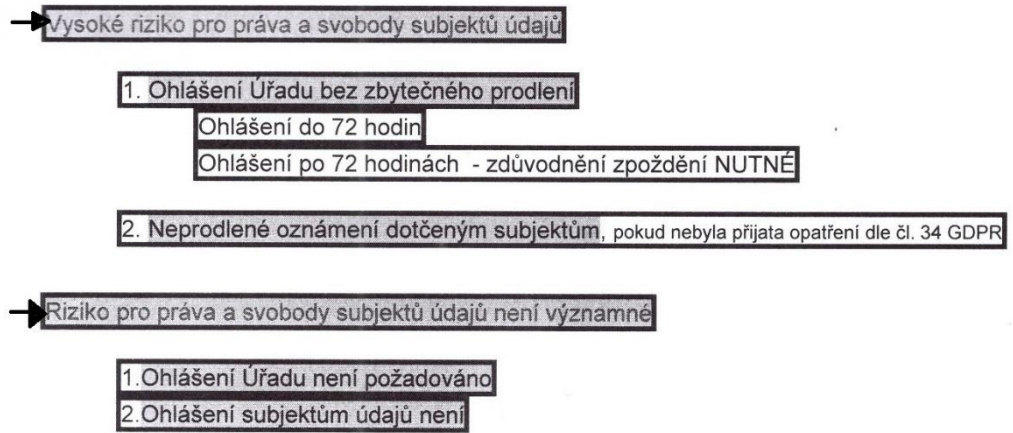 Vysoké riziko pro práva a svobody subjektů údajů
1. Ohlášení Úřadu bez zbytečného prodlení
Ohlášení do 72 hodin
Ohlášení po 72 hodinách - zdůvodnění zpoždění NUTNÉ
2. Neprodlené oznámení dotčeným subjektům, pokud nebyla přijata opatření dle čl. 34 GDPR
Riziko pro práva a svobody subjektů údajů není významné
1.Ohlášení Úřadu není požadováno
2.Ohlášení subjektům údajů není